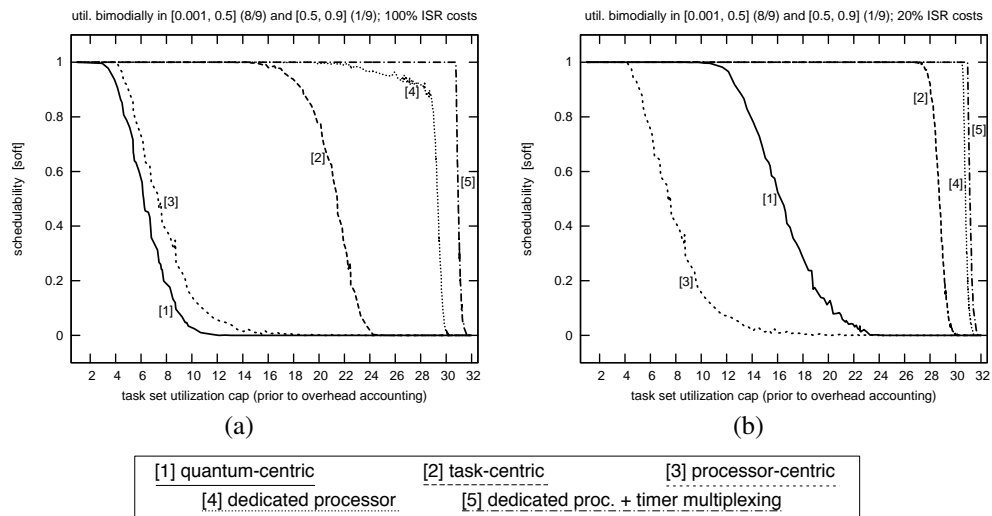 util. bimodially in [0.001, 0.5] (8/9) and [0.5, 0.9] (1/9); 100% ISR costs
1
0.8
0.6
0.4
0.2
0
schedulability [soft]
[4]
[2]
[5]
[3]
[1]
2 4 6 8 10 12 14 16 18 20 22 24 26 28 30 32
task set utilization cap (prior to overhead accounting)
(a)
util. bimodially in [0.001, 0.5] (8/9) and [0.5, 0.9] (1/9); 20% ISR costs
1
0.8
0.6
0.4
0.2
0
schedulability [soft]
[2]
[5]
[4]
[1]
[3]
2 4 6 8 10 12 14 16 18 20 22 24 26 28 30 32
task set utilization cap (prior to overhead accounting)
(b)
[1] quantum-centric [2] task-centric [3] processor-centric
[4] dedicated processor [5] dedicated proc. + timer multiplexing